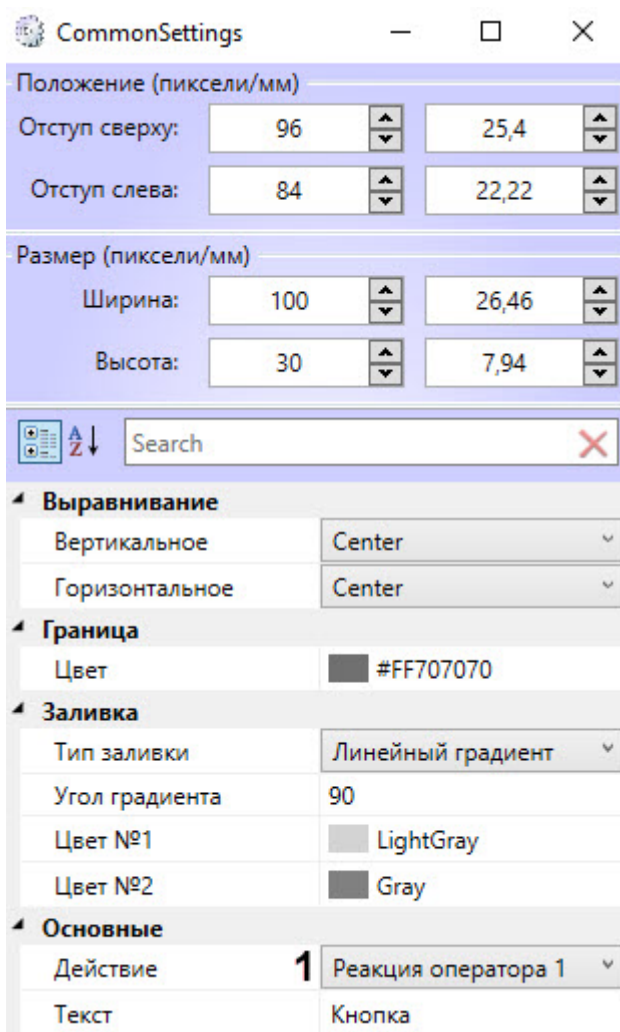 CommonSettings
Положение (пиксели/мм)
Отступ сверху: 96 25,4
Отступ слева: 84 22,22
Размер (пиксели/мм)
Ширина: 100 26,46
Высота: 30 7,94
A Z Search
Выравнивание
Вертикальное Center
Горизонтальное Center
Граница
Цвет #FF707070
Заливка
Тип заливки Линейный градиент
Угол градиента 90
Цвет №1 LightGray
Цвет №2 Gray
Основные
Действие 1 Реакция оператора 1
Текст Кнопка